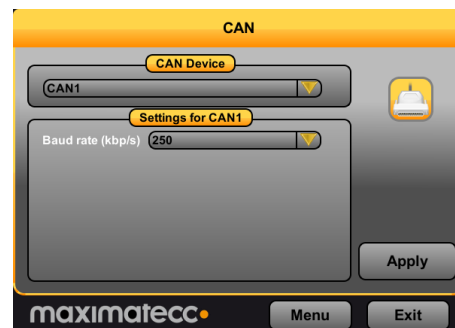 CAN
CAN Device
CAN1
Settings for CAN1
Baud rate (kbp/s) 250
Apply
maximatecc
Menu Exit